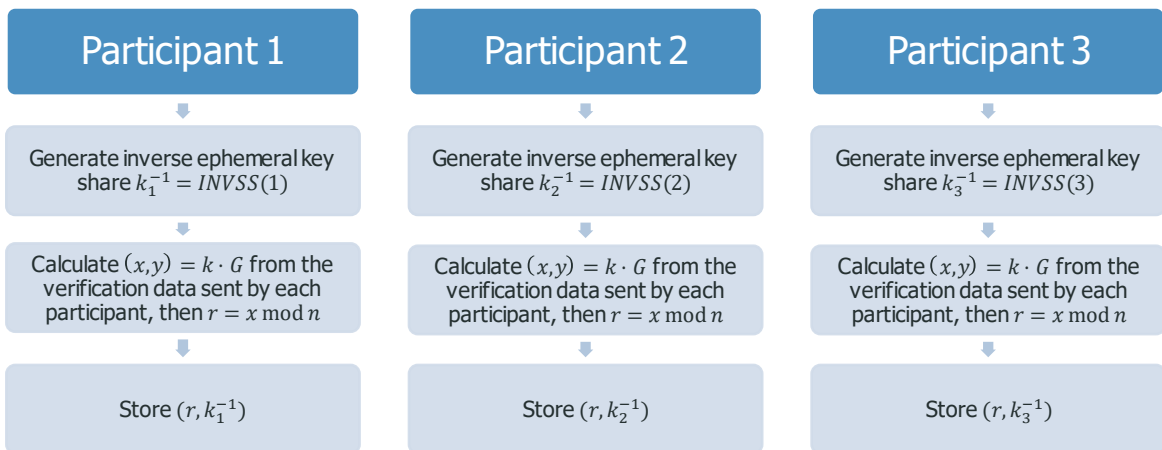 Participant 1
Generate inverse ephemeral key
share k₁⁻¹ = INVSS(1)
Calculate (x,y) = k · G from the
verification data sent by each
participant, then r = x mod n
Store (r, k₁⁻¹)
Participant 2
Generate inverse ephemeral key
share k₂⁻¹ = INVSS(2)
Calculate (x,y) = k · G from the
verification data sent by each
participant, then r = x mod n
Store (r, k₂⁻¹)
Participant 3
Generate inverse ephemeral key
share k₃⁻¹ = INVSS(3)
Calculate (x,y) = k · G from the
verification data sent by each
participant, then r = x mod n
Store (r, k₃⁻¹)